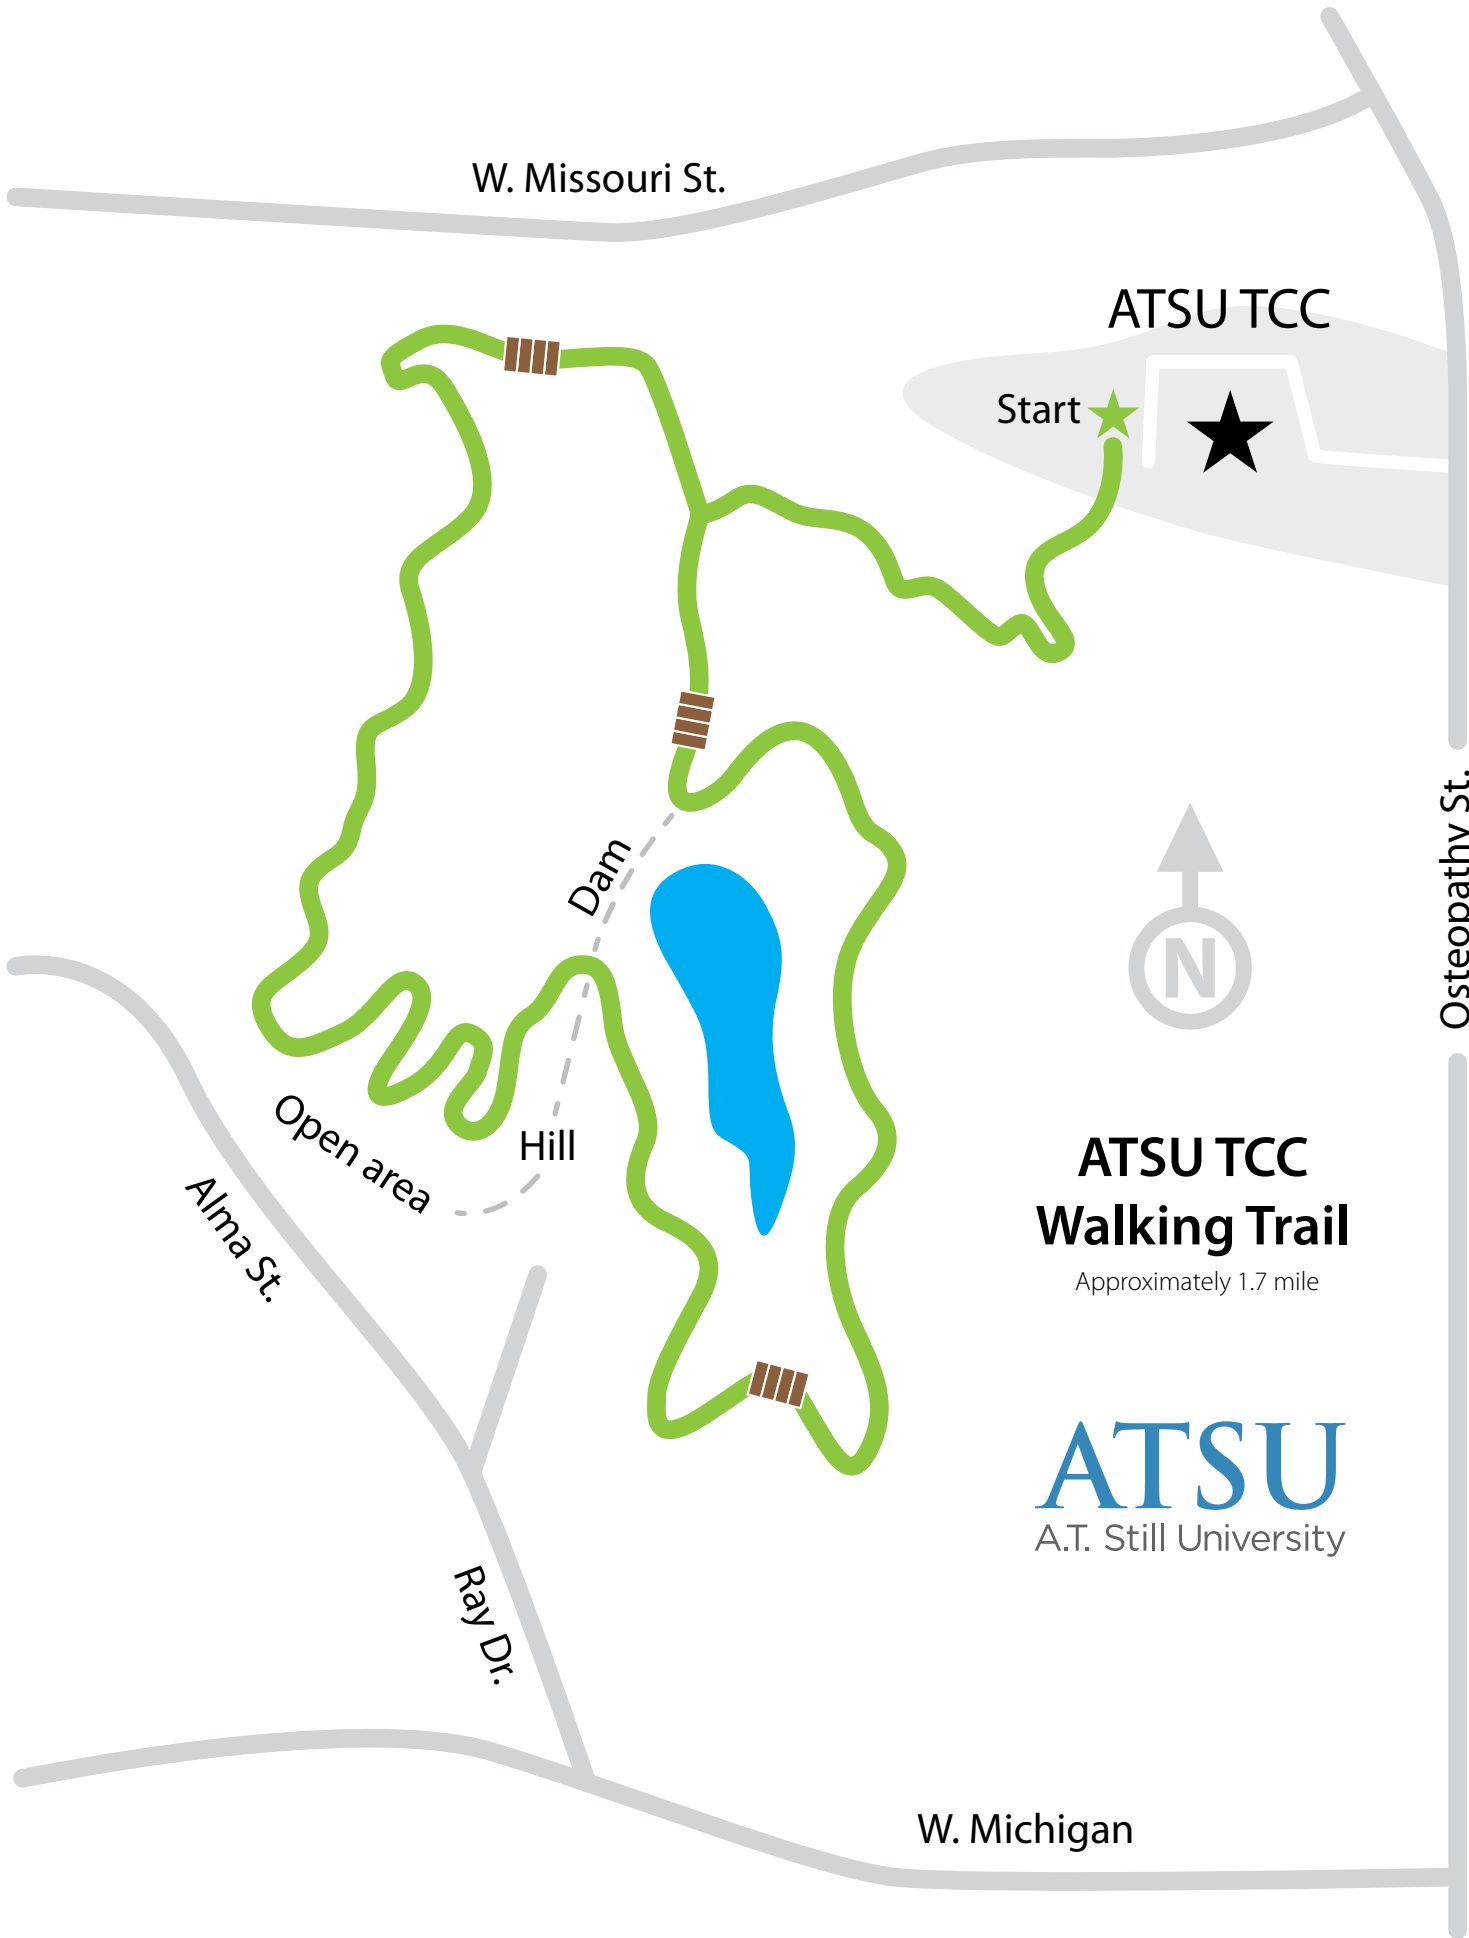 W. Missouri St.
ATSU TCC
Start
Osteopathy St.
Dam
N
Open area
Hill
Alma St.
ATSU TCC
Walking Trail
Approximately 1.7 mile
ATSU
A.T. Still University
Ray Dr.
W. Michigan